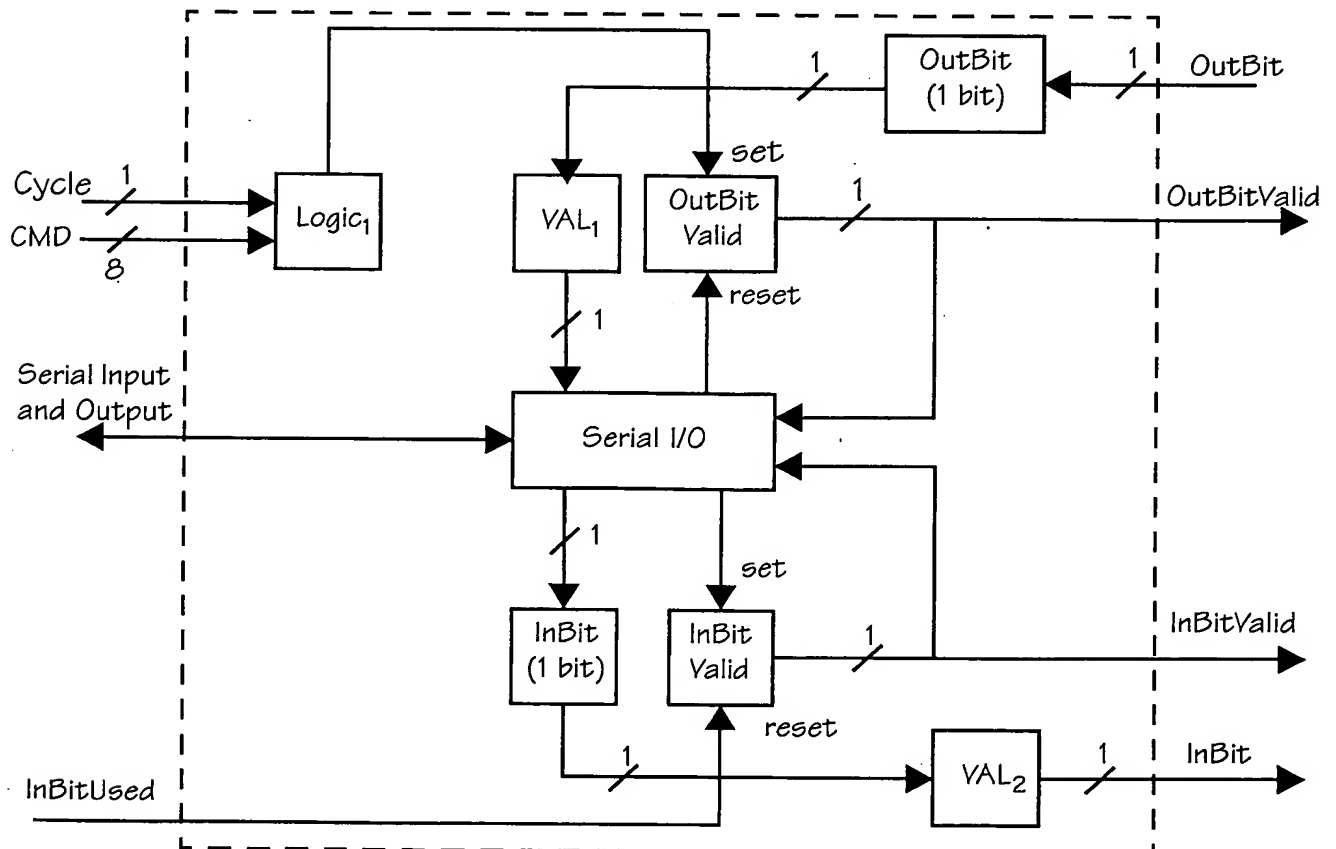 1
OutBit
(1 bit)
1
1
OutBit
set
Cycle
1
CMD
8
Logic1
VAL1
OutBit
Valid
1
OutBitValid
reset
1
Serial Input
and Output
Serial I/O
1
set
InBit
(1 bit)
InBit
Valid
1
InBitValid
reset
InBitUsed
1
VAL2
1
InBit